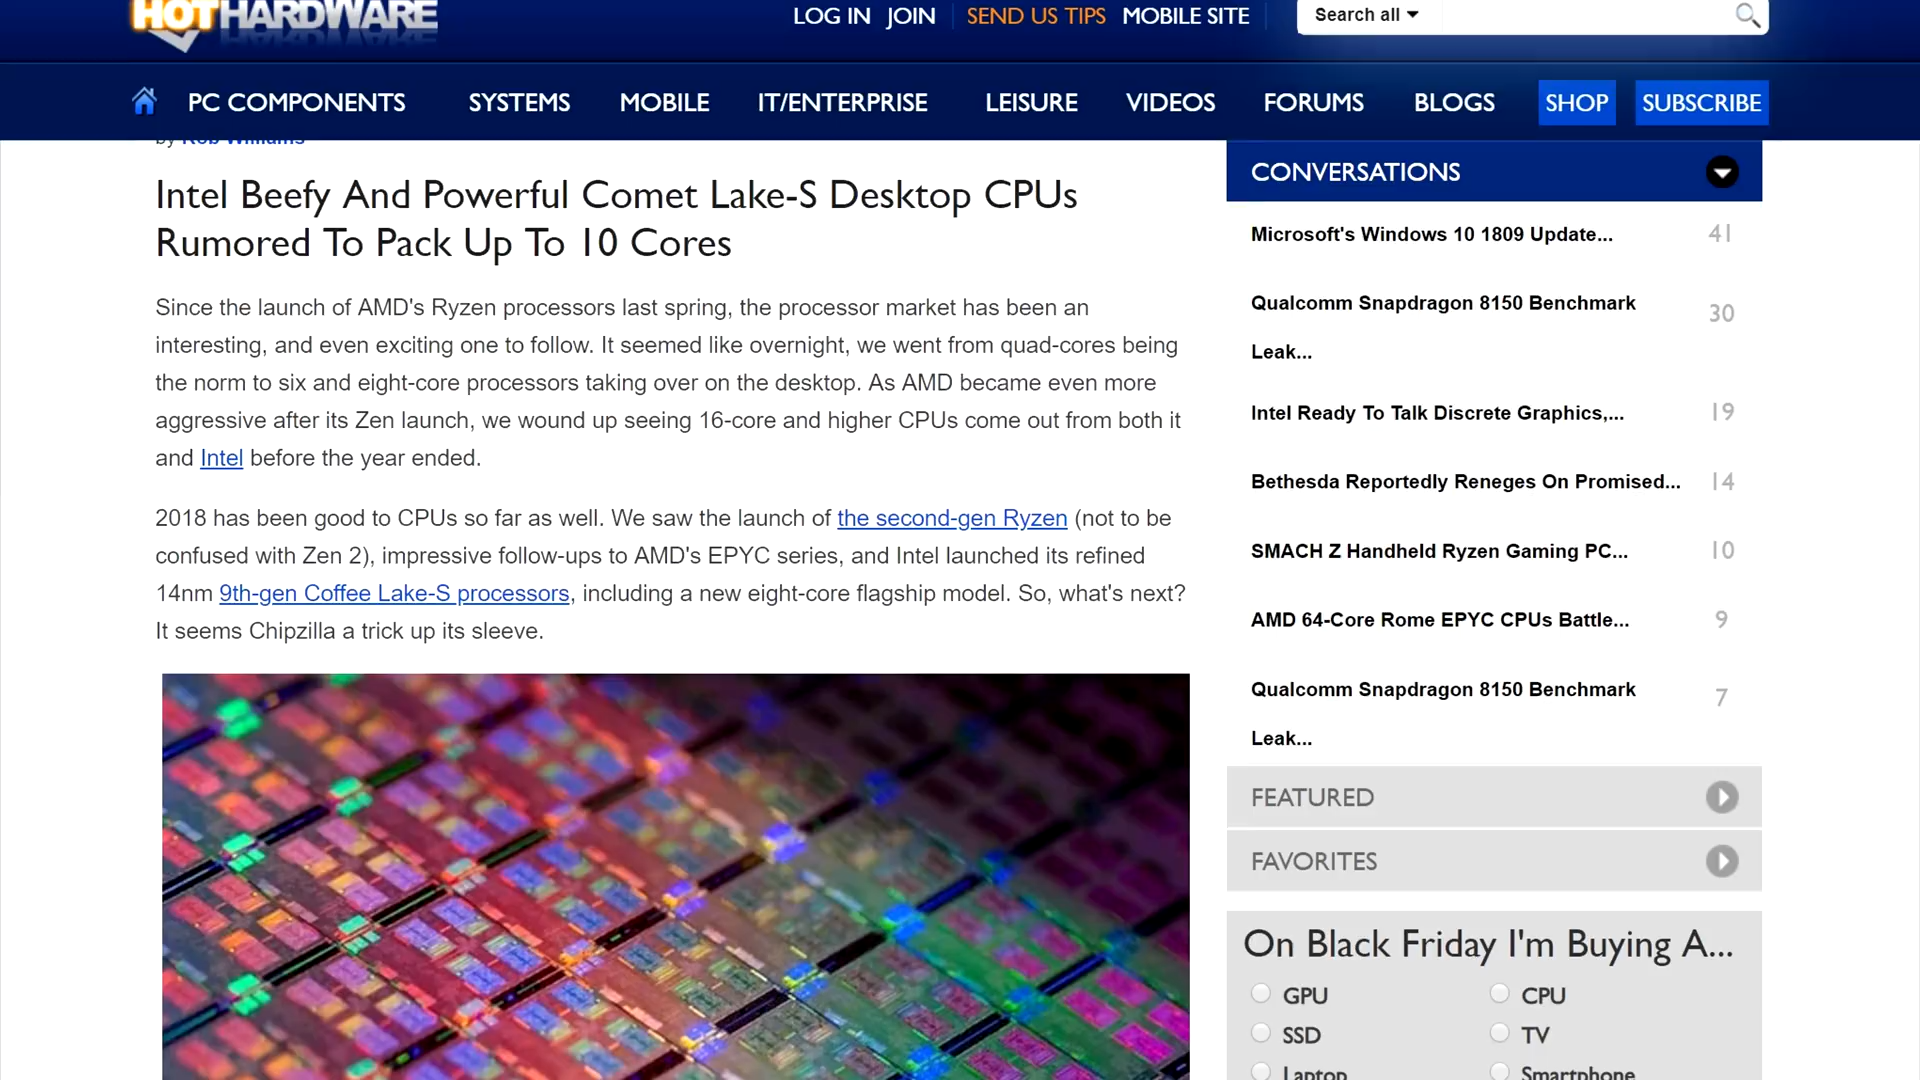 HOTHARDWARE
LOG IN JOIN SEND US TIPS MOBILE SITE
Search all
PC COMPONENTS SYSTEMS MOBILE IT/ENTERPRISE LEISURE VIDEOS FORUMS BLOGS SHOP SUBSCRIBE
by Rob Williams
Intel Beefy And Powerful Comet Lake-S Desktop CPUs
Rumored To Pack Up To 10 Cores
Since the launch of AMD's Ryzen processors last spring, the processor market has been an
interesting, and even exciting one to follow. It seemed like overnight, we went from quad-cores being
the norm to six and eight-core processors taking over on the desktop. As AMD became even more
aggressive after its Zen launch, we wound up seeing 16-core and higher CPUs come out from both it
and Intel before the year ended.
2018 has been good to CPUs so far as well. We saw the launch of the second-gen Ryzen (not to be
confused with Zen 2), impressive follow-ups to AMD's EPYC series, and Intel launched its refined
14nm 9th-gen Coffee Lake-S processors, including a new eight-core flagship model. So, what's next?
It seems Chipzilla a trick up its sleeve.
CONVERSATIONS
Microsoft's Windows 10 1809 Update... 41
Qualcomm Snapdragon 8150 Benchmark
Leak... 30
Intel Ready To Talk Discrete Graphics,... 19
Bethesda Reportedly Reneges On Promised... 14
SMACH Z Handheld Ryzen Gaming PC... 10
AMD 64-Core Rome EPYC CPUs Battle... 9
Qualcomm Snapdragon 8150 Benchmark
Leak... 7
FEATURED
FAVORITES
On Black Friday I'm Buying A...
GPU CPU
SSD TV
Laptop Smartphone